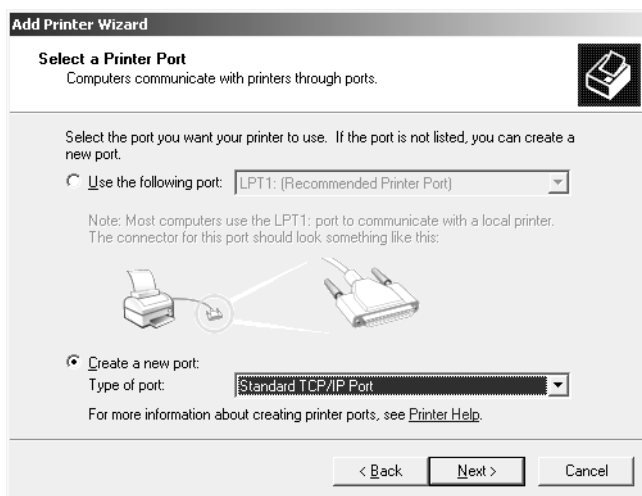 Add Printer Wizard
Select a Printer Port
Computers communicate with printers through ports.
Select the port you want your printer to use. If the port is not listed, you can create a
new port.
Use the following port: LPT1: (Recommended Printer Port)
Note: Most computers use the LPT1: port to communicate with a local printer.
The connector for this port should look something like this:
Create a new port:
Type of port: Standard TCP/IP Port
For more information about creating printer ports, see Printer Help.
< Back Next > Cancel